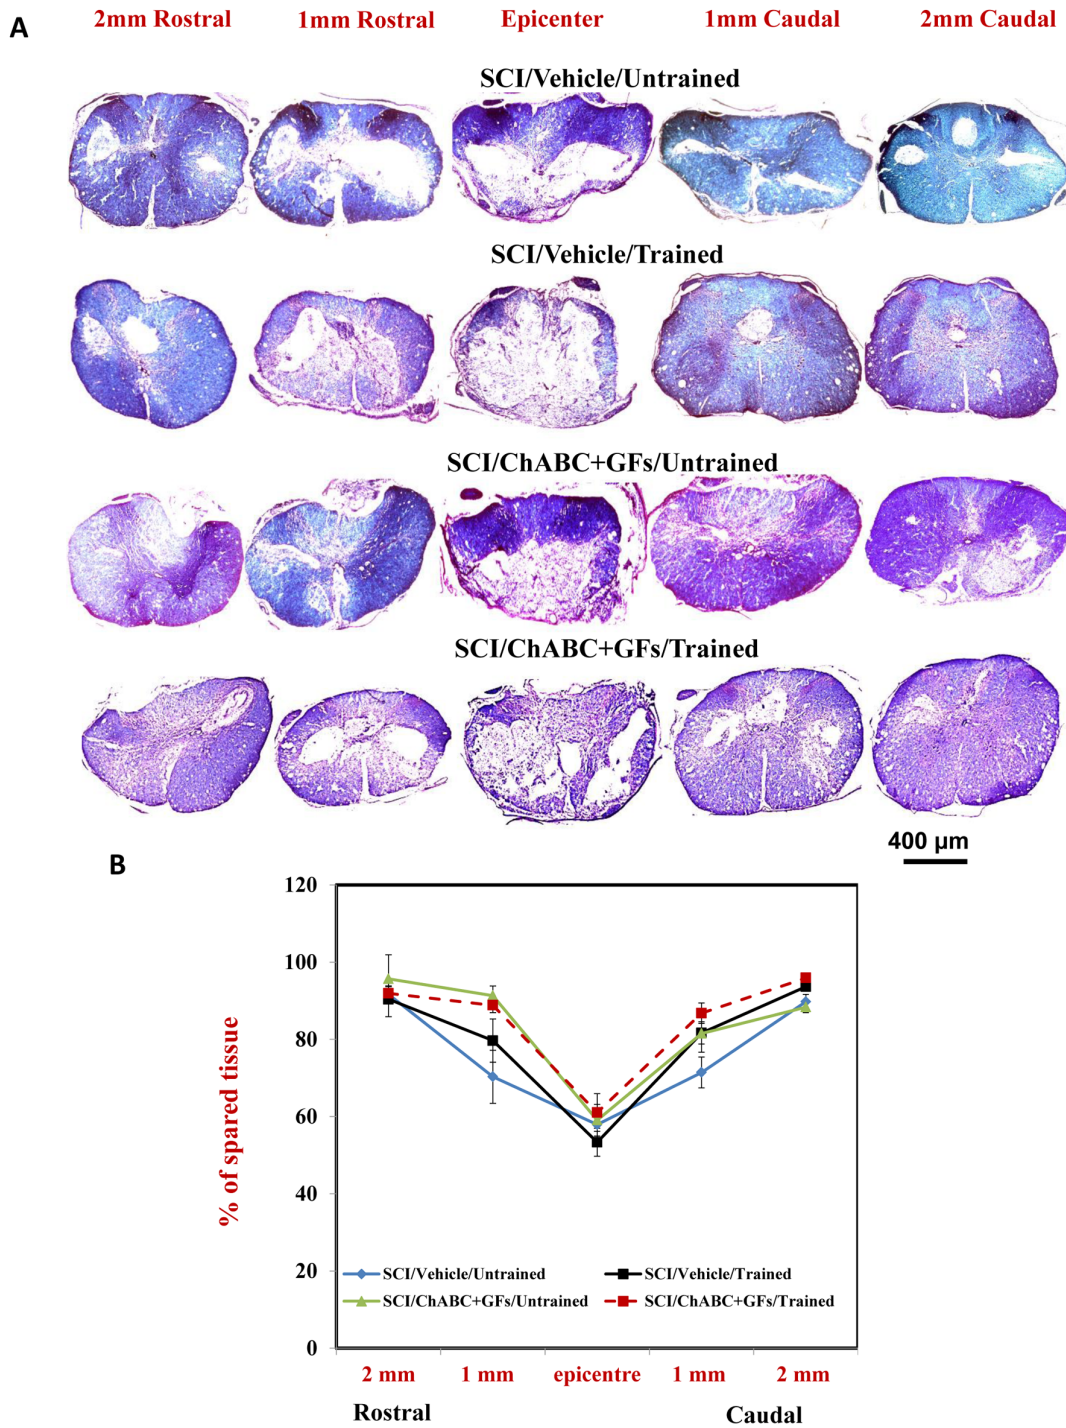 A
2mm Rostral 1mm Rostral Epicenter 1mm Caudal 2mm Caudal
SCI/Vehicle/Untrained
SCI/Vehicle/Trained
SCI/ChABC+GFs/Untrained
SCI/ChABC+GFs/Trained
400 µm
B
% of spared tissue
120
100
80
60
40
20
0
SCI/Vehicle/Untrained SCI/Vehicle/Trained
SCI/ChABC+GFs/Untrained SCI/ChABC+GFs/Trained
2 mm 1 mm epicentre 1 mm 2 mm
Rostral Caudal